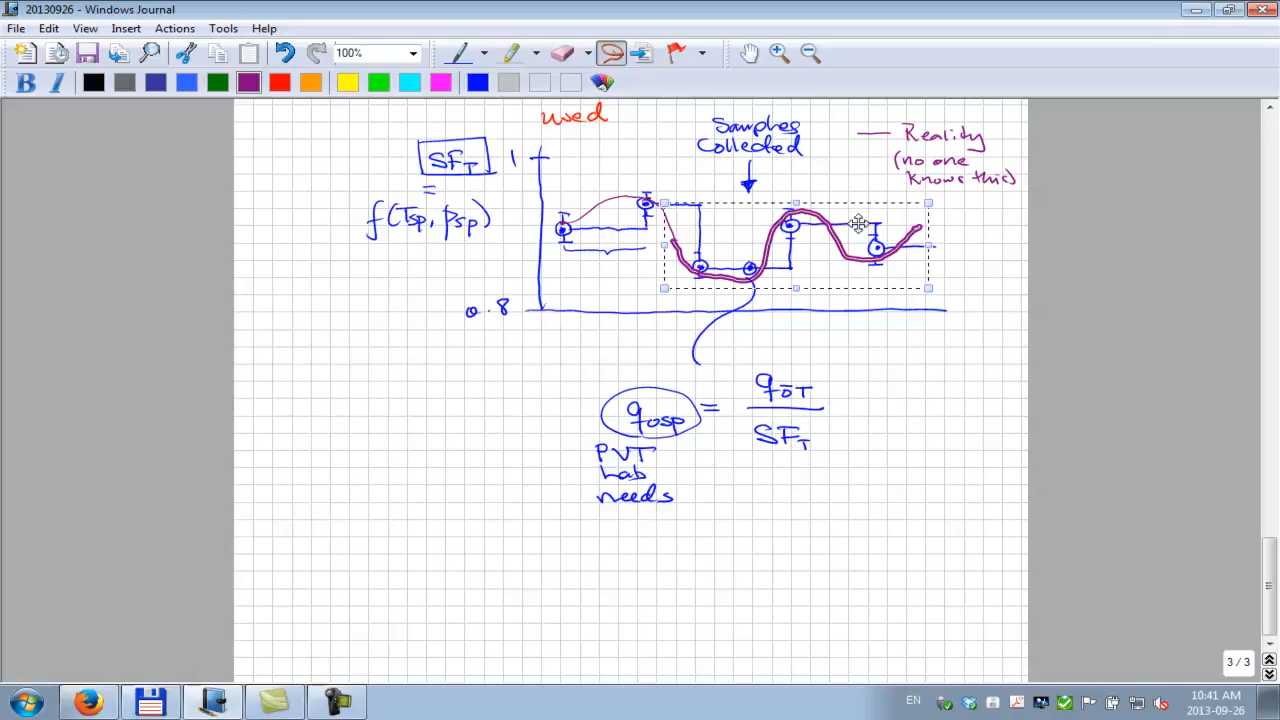 20130926 - Windows Journal
File Edit View Insert Actions Tools Help
100%
B I
used
Samples
Collected
Reality
(no one
knows this)
SF_T 1
=
f(Tsp, psp)
0.8
q_osp = q_ōT / SF_T
PVT
Lab
needs
3 / 3
EN
10:41 AM
2013-09-26